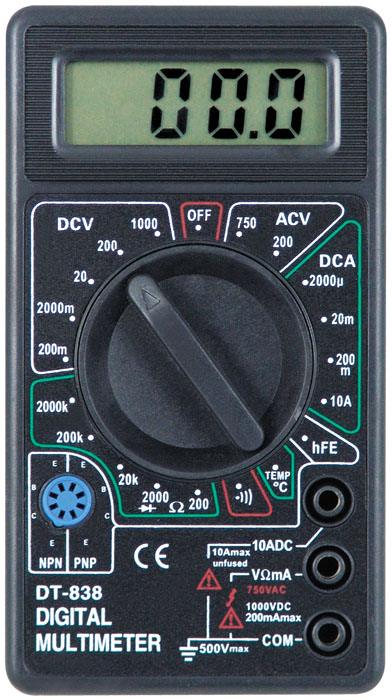 00.0
DCV
1000
OFF
750
ACV
200
200
DCA
20
2000µ
2000m
20m
200m
200
m
2000k
10A
200k
hFE
20k
2000
Ω
200
•)))
TEMP
°C
E E
B B
C C
E E
NPN PNP
CE
10Amax
unfused
10ADC
VΩmA
750VAC
1000VDC
200mAmax
DT-838
DIGITAL
MULTIMETER
500Vmax
COM